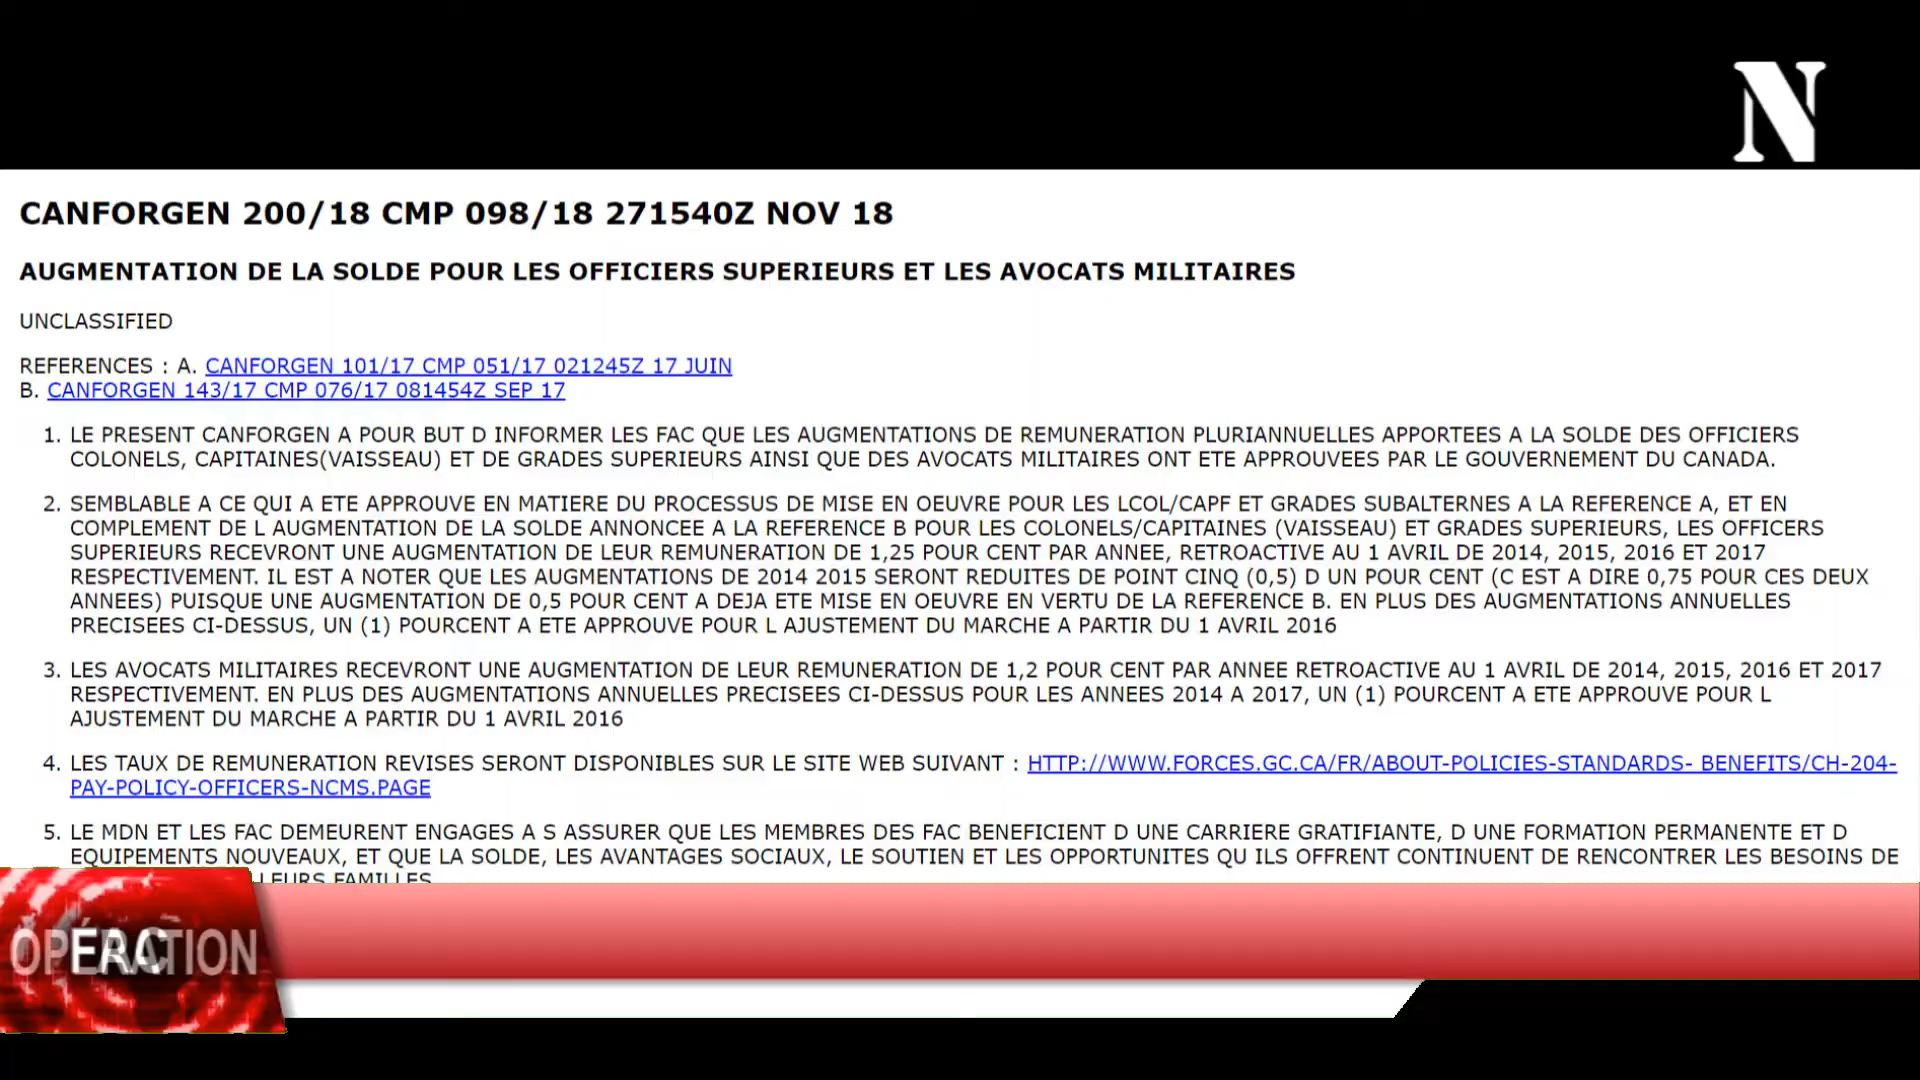 N
CANFORGEN 200/18 CMP 098/18 271540Z NOV 18
AUGMENTATION DE LA SOLDE POUR LES OFFICIERS SUPERIEURS ET LES AVOCATS MILITAIRES
UNCLASSIFIED
REFERENCES : A. CANFORGEN 101/17 CMP 051/17 021245Z 17 JUIN
B. CANFORGEN 143/17 CMP 076/17 081454Z SEP 17
1. LE PRESENT CANFORGEN A POUR BUT D INFORMER LES FAC QUE LES AUGMENTATIONS DE REMUNERATION PLURIANNUELLES APPORTEES A LA SOLDE DES OFFICIERS
COLONELS, CAPITAINES(VAISSEAU) ET DE GRADES SUPERIEURS AINSI QUE DES AVOCATS MILITAIRES ONT ETE APPROUVEES PAR LE GOUVERNEMENT DU CANADA.
2. SEMBLABLE A CE QUI A ETE APPROUVE EN MATIERE DU PROCESSUS DE MISE EN OEUVRE POUR LES LCOL/CAPF ET GRADES SUBALTERNES A LA REFERENCE A, ET EN
COMPLEMENT DE L AUGMENTATION DE LA SOLDE ANNONCEE A LA REFERENCE B POUR LES COLONELS/CAPITAINES (VAISSEAU) ET GRADES SUPERIEURS, LES OFFICERS
SUPERIEURS RECEVRONT UNE AUGMENTATION DE LEUR REMUNERATION DE 1,25 POUR CENT PAR ANNEE, RETROACTIVE AU 1 AVRIL DE 2014, 2015, 2016 ET 2017
RESPECTIVEMENT. IL EST A NOTER QUE LES AUGMENTATIONS DE 2014 2015 SERONT REDUITES DE POINT CINQ (0,5) D UN POUR CENT (C EST A DIRE 0,75 POUR CES DEUX
ANNEES) PUISQUE UNE AUGMENTATION DE 0,5 POUR CENT A DEJA ETE MISE EN OEUVRE EN VERTU DE LA REFERENCE B. EN PLUS DES AUGMENTATIONS ANNUELLES
PRECISEES CI-DESSUS, UN (1) POURCENT A ETE APPROUVE POUR L AJUSTEMENT DU MARCHE A PARTIR DU 1 AVRIL 2016
3. LES AVOCATS MILITAIRES RECEVRONT UNE AUGMENTATION DE LEUR REMUNERATION DE 1,2 POUR CENT PAR ANNEE RETROACTIVE AU 1 AVRIL DE 2014, 2015, 2016 ET 2017
RESPECTIVEMENT. EN PLUS DES AUGMENTATIONS ANNUELLES PRECISEES CI-DESSUS POUR LES ANNEES 2014 A 2017, UN (1) POURCENT A ETE APPROUVE POUR L
AJUSTEMENT DU MARCHE A PARTIR DU 1 AVRIL 2016
4. LES TAUX DE REMUNERATION REVISES SERONT DISPONIBLES SUR LE SITE WEB SUIVANT : HTTP://WWW.FORCES.GC.CA/FR/ABOUT-POLICIES-STANDARDS- BENEFITS/CH-204-
PAY-POLICY-OFFICERS-NCMS.PAGE
5. LE MDN ET LES FAC DEMEURENT ENGAGES A S ASSURER QUE LES MEMBRES DES FAC BENEFICIENT D UNE CARRIERE GRATIFIANTE, D UNE FORMATION PERMANENTE ET D
EQUIPEMENTS NOUVEAUX, ET QUE LA SOLDE, LES AVANTAGES SOCIAUX, LE SOUTIEN ET LES OPPORTUNITES QU ILS OFFRENT CONTINUENT DE RENCONTRER LES BESOINS DE
LEURS FAMILLES
OPÉRATION